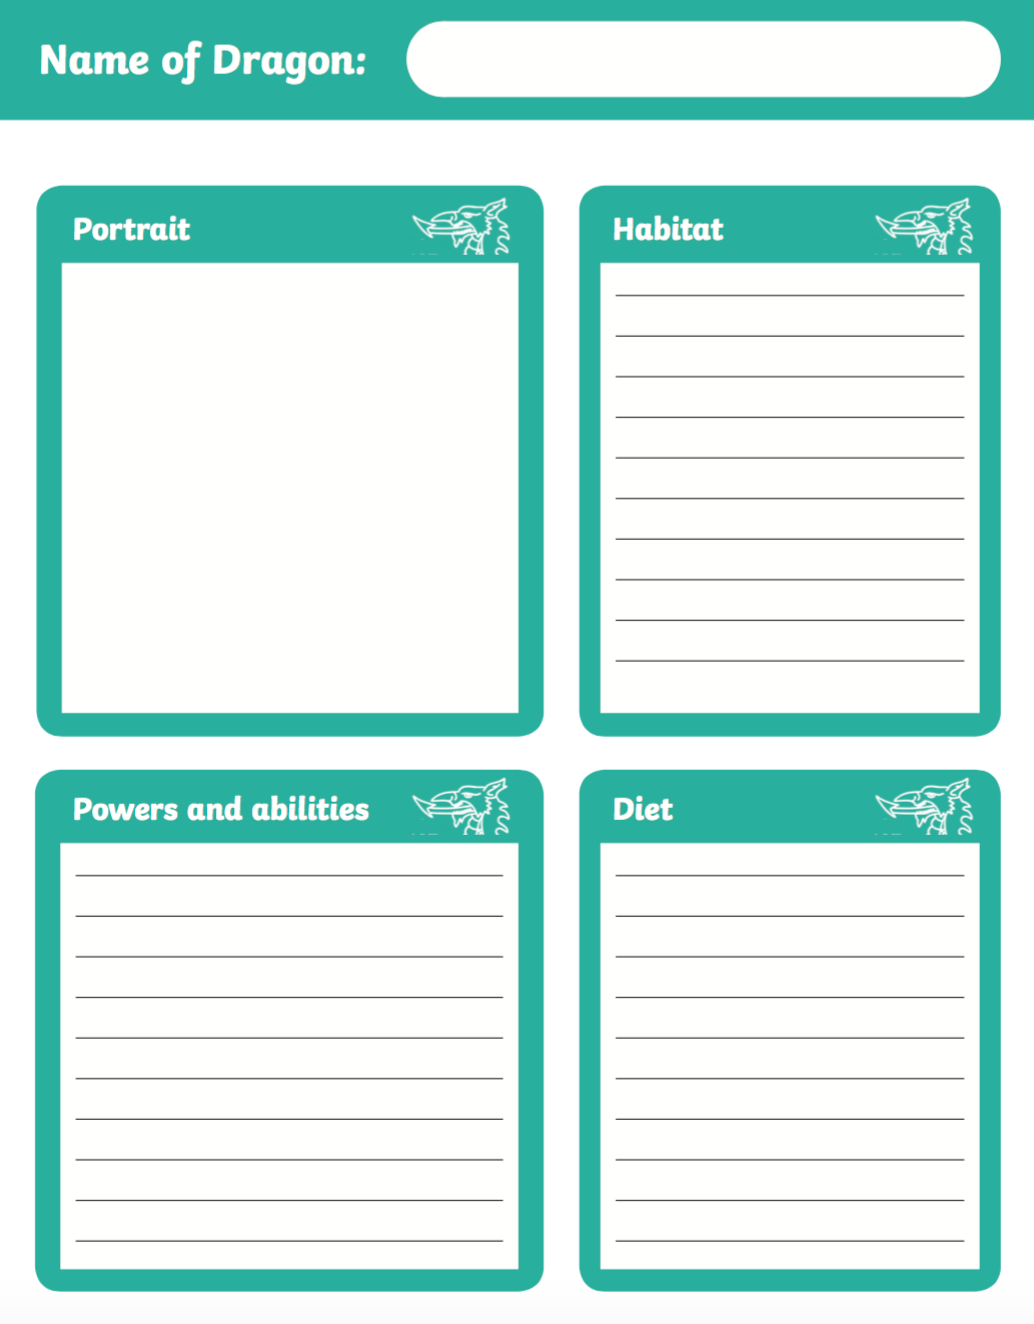 Name of Dragon:
Portrait
Habitat
Powers and abilities
Diet